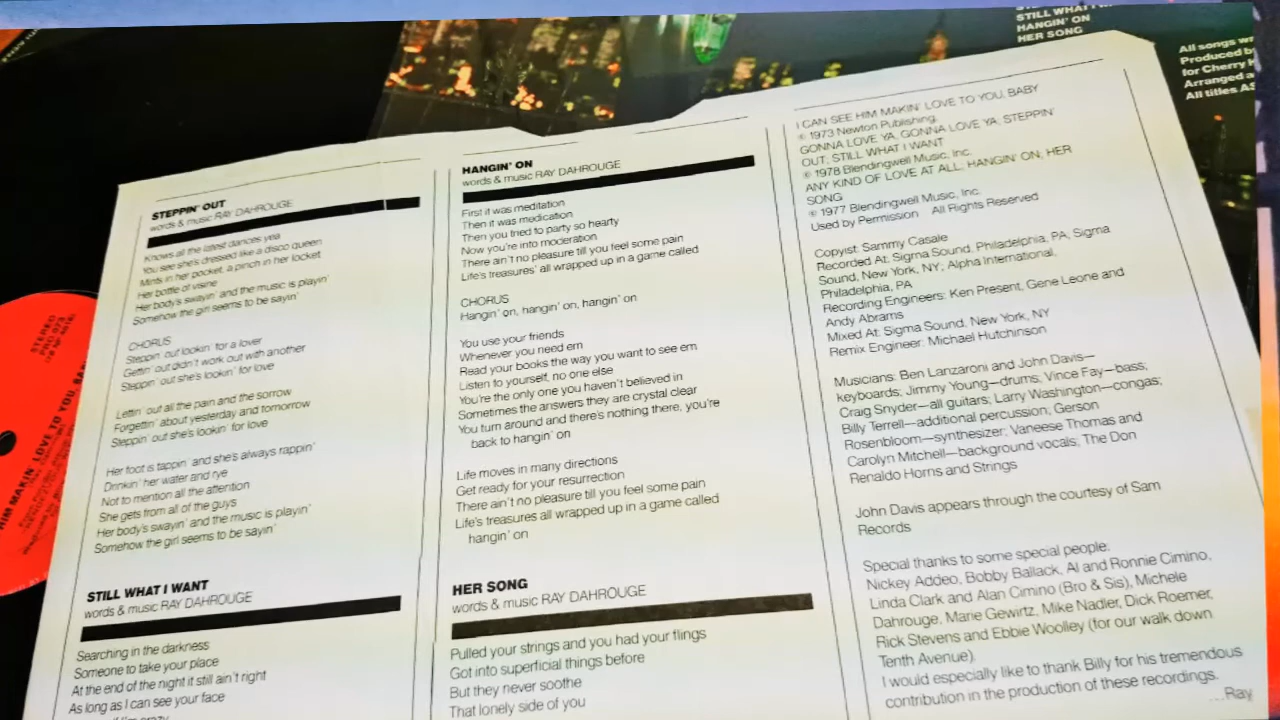 STEPPIN' OUT
words & music RAY DAHROUGE
Knows all the latest dances yea
You see she's dressed like a disco queen
Mints in her pocket, a pinch in her locket
Her bottle of visine
Her body's swayin' and the music is playin'
Somehow the girl seems to be sayin'
CHORUS
Steppin' out lookin' for a lover
Gettin' out didn't work out with another
Steppin' out she's lookin' for love
Lettin' out all the pain and the sorrow
Forgettin' about yesterday and tomorrow
Steppin' out she's lookin' for love
Her foot is tappin' and she's always rappin'
Drinkin' her water and rye
Not to mention all the attention
She gets from all of the guys
Her body's swayin' and the music is playin'
Somehow the girl seems to be sayin'
STILL WHAT I WANT
words & music RAY DAHROUGE
Searching in the darkness
Someone to take your place
At the end of the night it still ain't right
As long as I can see your face
HANGIN' ON
words & music RAY DAHROUGE
First it was meditation
Then it was medication
Then you tried to party so hearty
Now you're into moderation
There ain't no pleasure till you feel some pain
Life's treasures' all wrapped up in a game called
CHORUS
Hangin' on, hangin' on, hangin' on
You use your friends
Whenever you need em
Read your books the way you want to see em
Listen to yourself, no one else
You're the only one you haven't believed in
Sometimes the answers they are crystal clear
You turn around and there's nothing there, you're
back to hangin' on
Life moves in many directions
Get ready for your resurrection
There ain't no pleasure till you feel some pain
Life's treasures all wrapped up in a game called
hangin' on
HER SONG
words & music RAY DAHROUGE
Pulled your strings and you had your flings
Got into superficial things before
But they never soothe
That lonely side of you
I CAN SEE HIM MAKIN' LOVE TO YOU, BABY
© 1973 Newton Publishing.
GONNA LOVE YA, GONNA LOVE YA, STEPPIN'
OUT, STILL WHAT I WANT
© 1978 Blendingwell Music, Inc.
ANY KIND OF LOVE AT ALL, HANGIN' ON, HER
SONG
© 1977 Blendingwell Music, Inc.
Used by Permission All Rights Reserved
Copyist: Sammy Casale
Recorded At: Sigma Sound, Philadelphia, PA, Sigma
Sound, New York, NY; Alpha International,
Philadelphia, PA
Recording Engineers: Ken Present, Gene Leone and
Andy Abrams
Mixed At: Sigma Sound, New York, NY
Remix Engineer: Michael Hutchinson
Musicians: Ben Lanzaroni and John Davis—
keyboards; Jimmy Young—drums; Vince Fay—bass;
Craig Snyder—all guitars; Larry Washington—congas;
Billy Terrell—additional percussion; Gerson
Rosenbloom—synthesizer; Vaneese Thomas and
Carolyn Mitchell—background vocals; The Don
Renaldo Horns and Strings
John Davis appears through the courtesy of Sam
Records
Special thanks to some special people:
Nickey Addeo, Bobby Ballack, Al and Ronnie Cimino,
Linda Clark and Alan Cimino (Bro & Sis), Michele
Dahrouge, Marie Gewirtz, Mike Nadler, Dick Roemer,
Rick Stevens and Ebbie Woolley (for our walk down
Tenth Avenue).
I would especially like to thank Billy for his tremendous
contribution in the production of these recordings.
...Ray
STILL WHAT I
HANGIN' ON
HER SONG
All songs
Produced
for Cherry
Arranged
All titles
STEREO
HIM MAKIN' LOVE TO YOU,